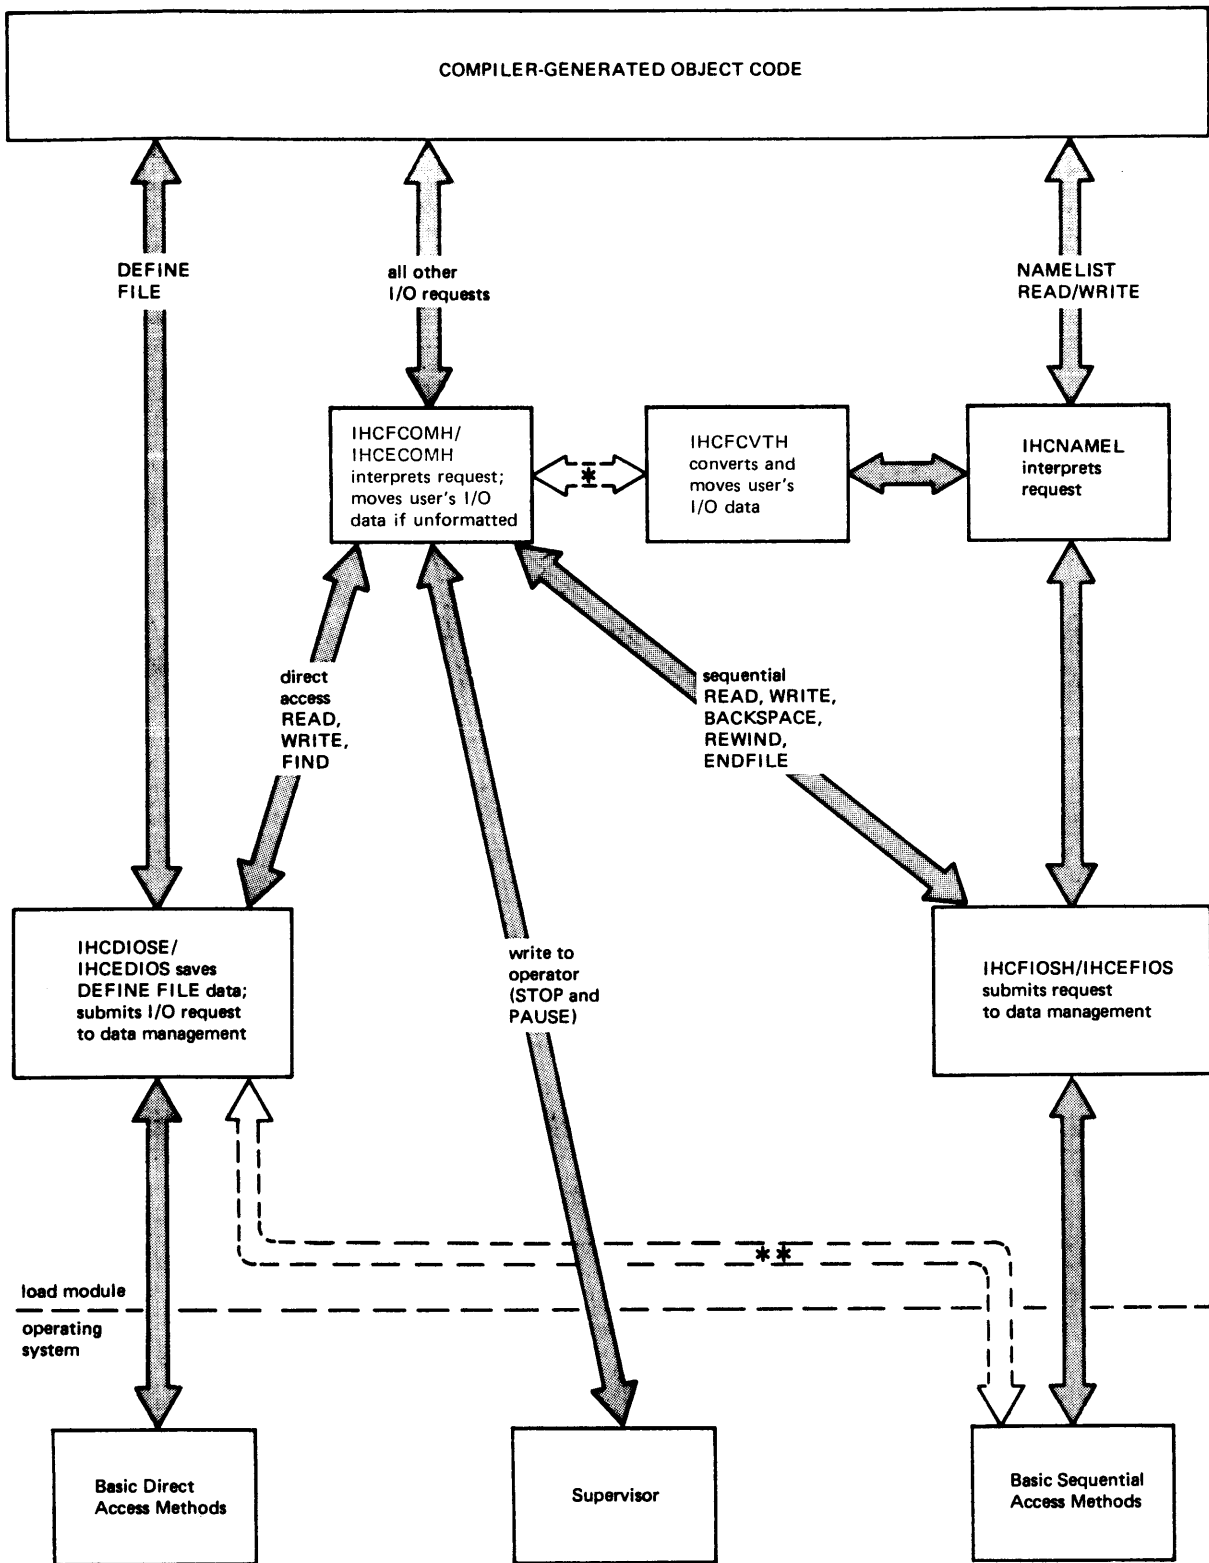 COMPILER-GENERATED OBJECT CODE
DEFINE
FILE
all other
I/O requests
NAMELIST
READ/WRITE
IHCFCOMH/
IHCECOMH
interprets request;
moves user's I/O
data if unformatted
*
IHCFCVTH
converts and
moves user's
I/O data
IHCNAMEL
interprets
request
direct
access
READ,
WRITE,
FIND
sequential
READ, WRITE,
BACKSPACE,
REWIND,
ENDFILE
IHCDIOSE/
IHCEDIOS saves
DEFINE FILE data;
submits I/O request
to data management
write to
operator
(STOP and
PAUSE)
IHCFIOSH/IHCEFIOS
submits request
to data management
**
load module
operating
system
Basic Direct
Access Methods
Supervisor
Basic Sequential
Access Methods